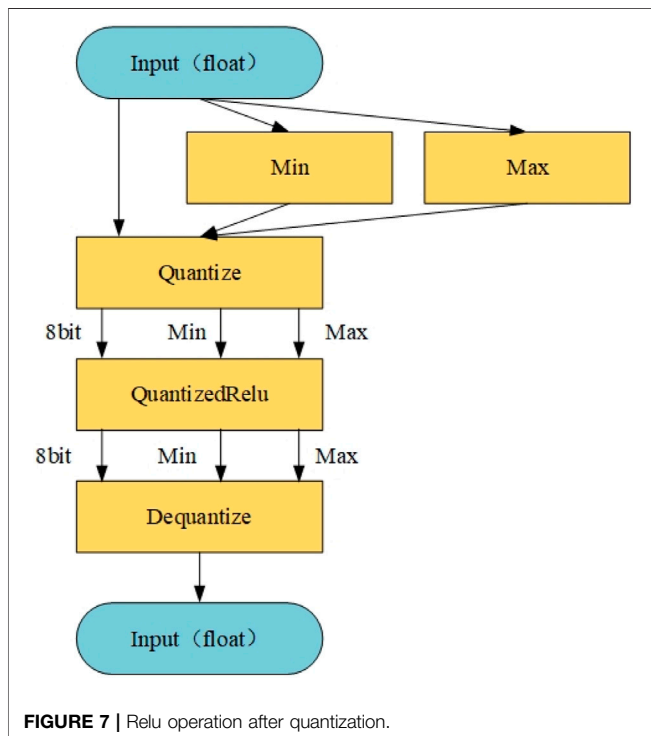 Input（float）
Min
Max
Quantize
8bit Min Max
QuantizedRelu
8bit Min Max
Dequantize
Input（float）
FIGURE 7 | Relu operation after quantization.